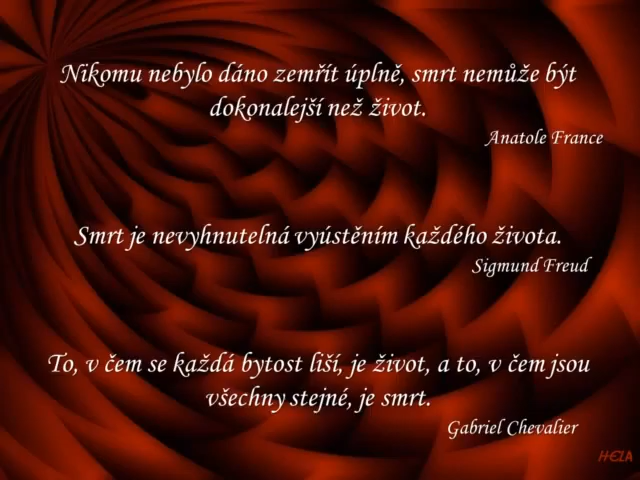 Nikomu nebylo dáno zemřít úplně, smrt nemůže být
dokonalejší než život.
Anatole France
Smrt je nevyhnutelná vyústěním každého života.
Sigmund Freud
To, v čem se každá bytost liší, je život, a to, v čem jsou
všechny stejné, je smrt.
Gabriel Chevalier
HELA